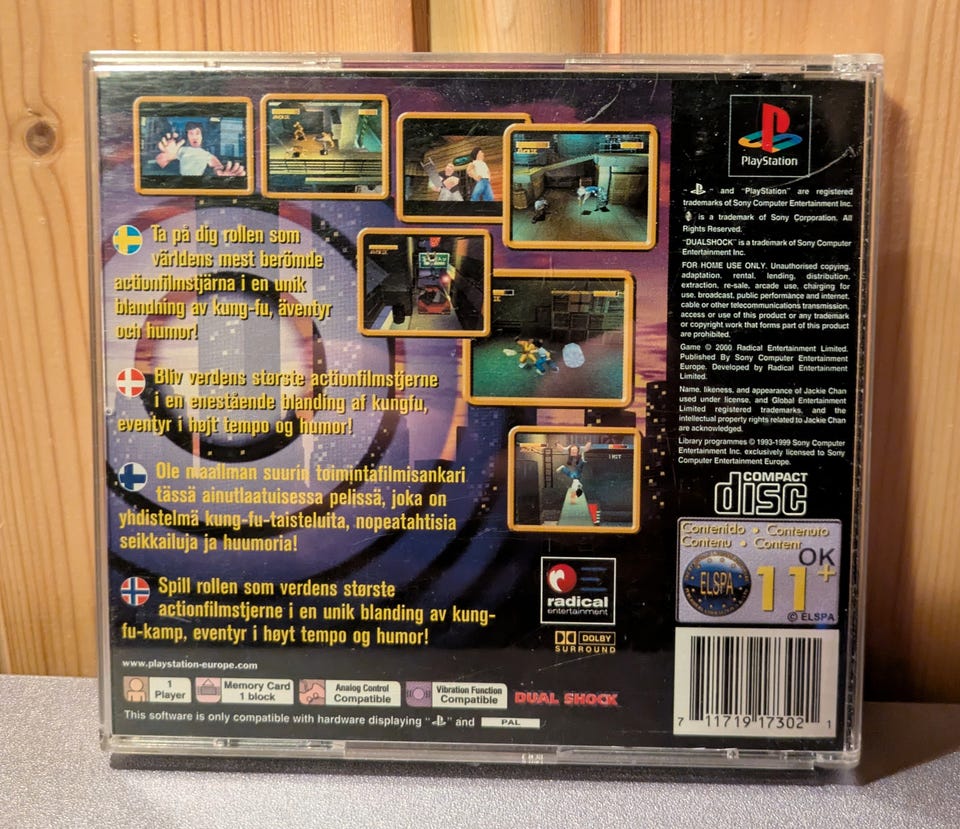 Ta på dig rollen som
världens mest berömde
actionfilmstjärna i en unik
blandning av kung-fu, äventyr
och humor!
Bliv verdens største actionfilmstjerne
i en enestående blanding af kungfu,
eventyr i højt tempo og humor!
Ole maailman suurin toimintafilmisankari
tässä ainutlaatuisessa pelissä, joka on
yhdistelmä kung-fu-taisteluita, nopeatahtisia
seikkailuja ja huumoria!
Spill rollen som verdens største
actionfilmstjerne i en unik blanding av kung-
fu-kamp, eventyr i høyt tempo og humor!
www.playstation-europe.com
1
Player
Memory Card
1 block
Analog Control
Compatible
Vibration Function
Compatible
DUAL SHOCK
This software is only compatible with hardware displaying " " and PAL
radical
entertainment
DOLBY
SURROUND
PlayStation
" " and "PlayStation" are registered
trademarks of Sony Computer Entertainment Inc.
is a trademark of Sony Corporation. All
Rights Reserved.
"DUALSHOCK" is a trademark of Sony Computer
Entertainment Inc.
FOR HOME USE ONLY. Unauthorised copying,
adaptation, rental, lending, distribution,
extraction, re-sale, arcade use, charging for
use, broadcast, public performance and internet,
cable or other telecommunications transmission,
access or use of this product or any trademark
or copyright work that forms part of this product
are prohibited.
Game © 2000 Radical Entertainment Limited.
Published By Sony Computer Entertainment
Europe. Developed by Radical Entertainment
Limited.
Name, likeness, and appearance of Jackie Chan
used under license, and Global Entertainment
Limited registered trademarks, and the
intellectual property rights related to Jackie Chan
are acknowledged.
Library programmes © 1993-1999 Sony Computer
Entertainment Inc. exclusively licensed to Sony
Computer Entertainment Europe.
COMPACT
disc
Contenido • Contenuto
Contenu • Content
OK
ELSPA
11+
© ELSPA
7 11719 17302 1